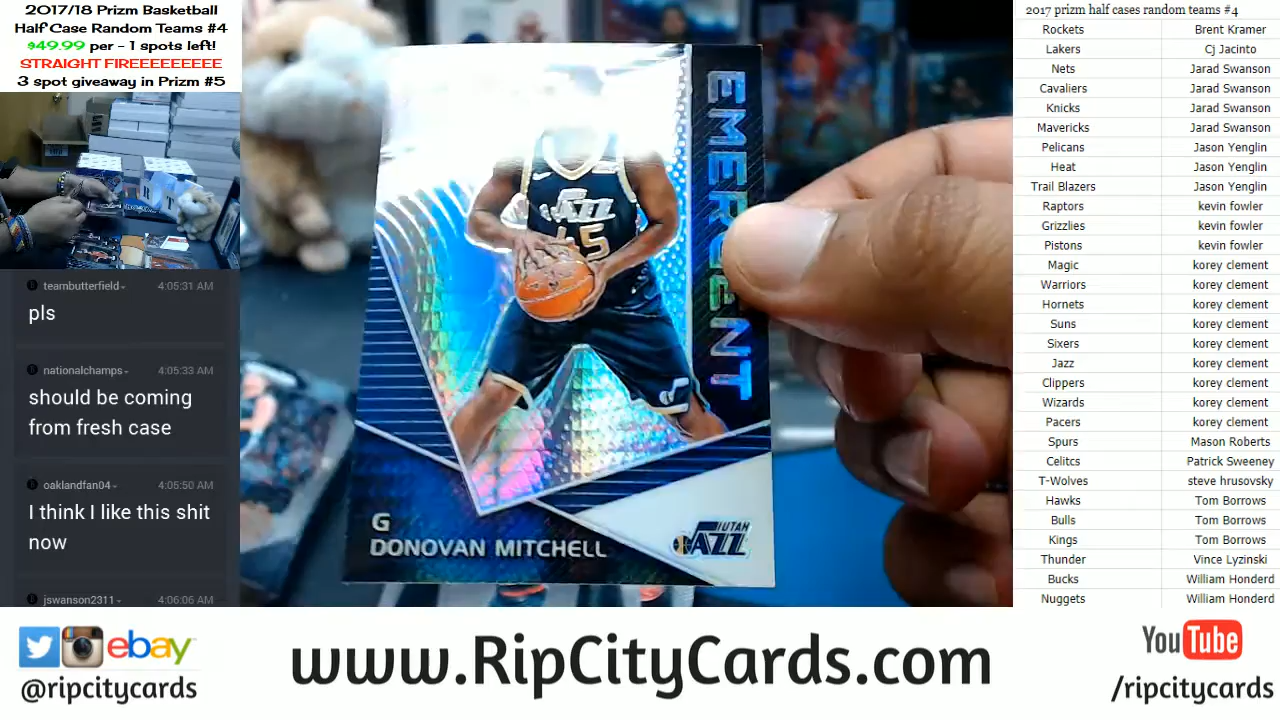 2017/18 Prizm Basketball
Half Case Random Teams #4
$49.99 per - 1 spots left!
STRAIGHT FIREEEEEEEEE
3 spot giveaway in Prizm #5
teambutterfield 4:05:31 AM
pls
nationalchamps 4:05:33 AM
should be coming
from fresh case
oaklandfan04 4:05:50 AM
I think I like this shit
now
jswanson2311 4:06:06 AM
EMERGENT
JAZZ
45
G
DONOVAN MITCHELL
UTAH
JAZZ
2017 prizm half cases random teams #4
Rockets Brent Kramer
Lakers Cj Jacinto
Nets Jarad Swanson
Cavaliers Jarad Swanson
Knicks Jarad Swanson
Mavericks Jarad Swanson
Pelicans Jason Yenglin
Heat Jason Yenglin
Trail Blazers Jason Yenglin
Raptors kevin fowler
Grizzlies kevin fowler
Pistons kevin fowler
Magic korey clement
Warriors korey clement
Hornets korey clement
Suns korey clement
Sixers korey clement
Jazz korey clement
Clippers korey clement
Wizards korey clement
Pacers korey clement
Spurs Mason Roberts
Celitcs Patrick Sweeney
T-Wolves steve hrusovsky
Hawks Tom Borrows
Bulls Tom Borrows
Kings Tom Borrows
Thunder Vince Lyzinski
Bucks William Honderd
Nuggets William Honderd
ebay
@ripcitycards
www.RipCityCards.com
YouTube
/ripcitycards